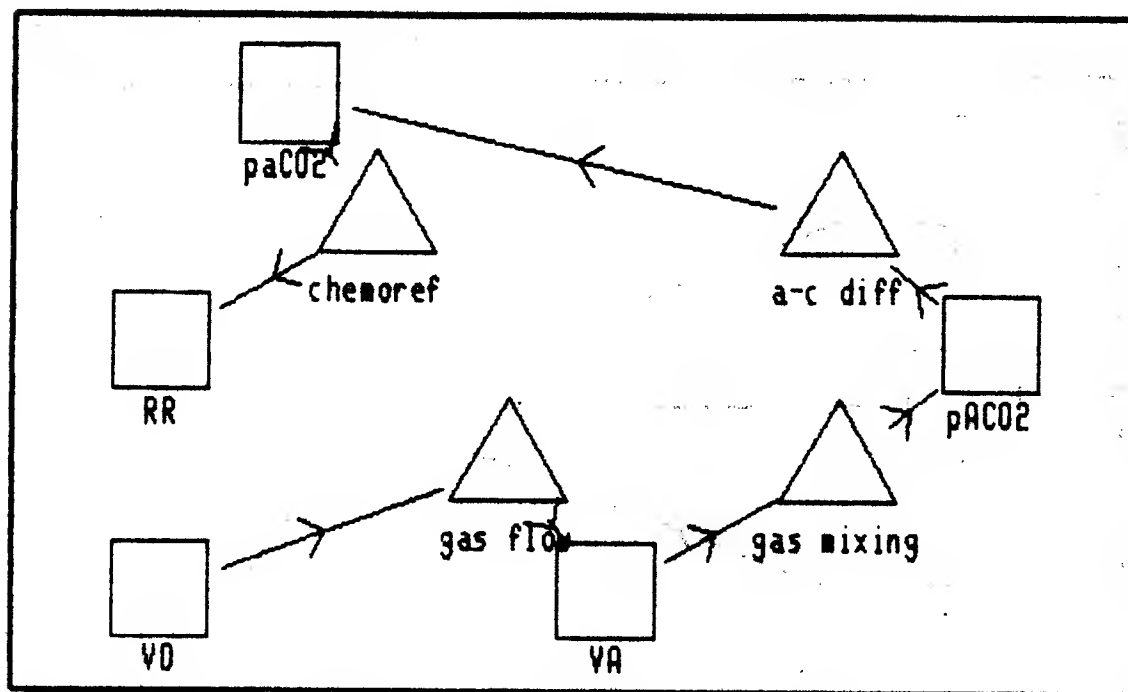 paCO2
chemoref
a-c diff
RR
pACO2
gas flow
gas mixing
VD
VA